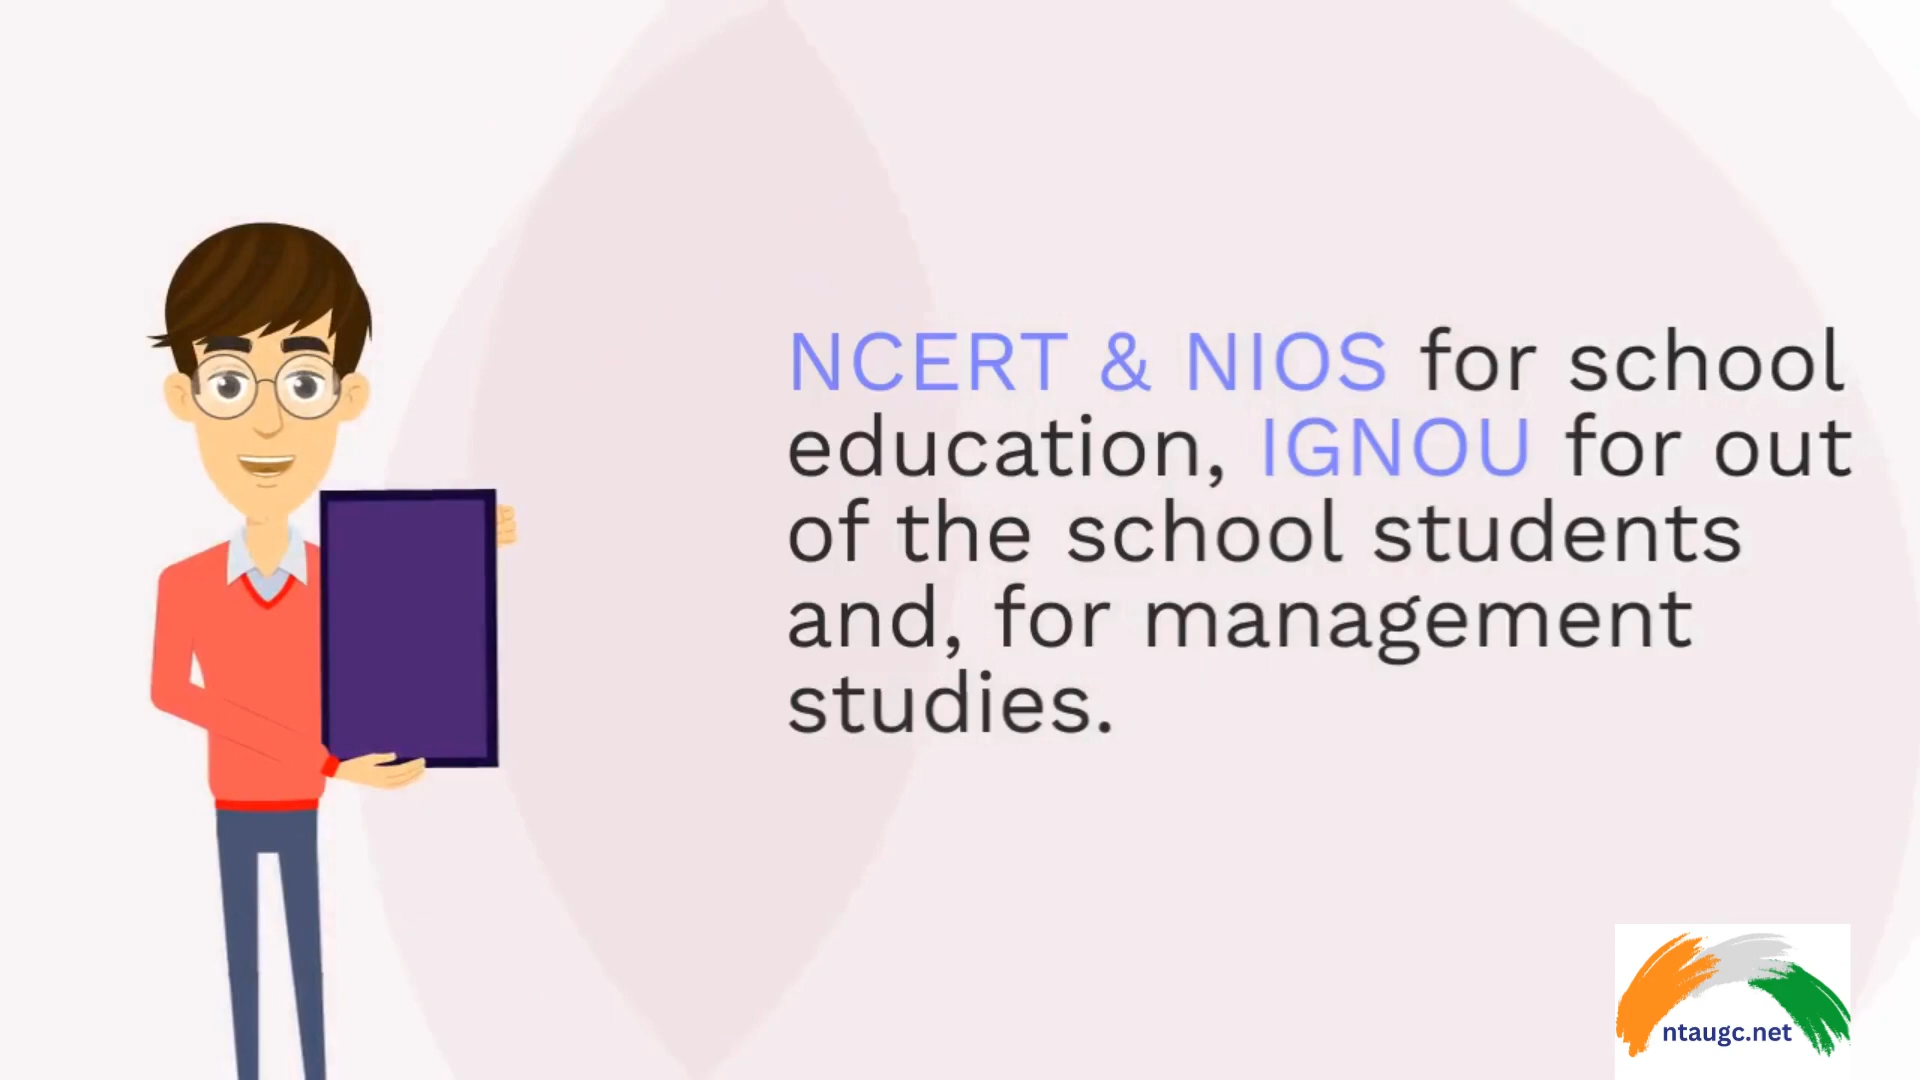 NCERT & NIOS for school
education, IGNOU for out
of the school students
and, for management
studies.
ntaugc.net